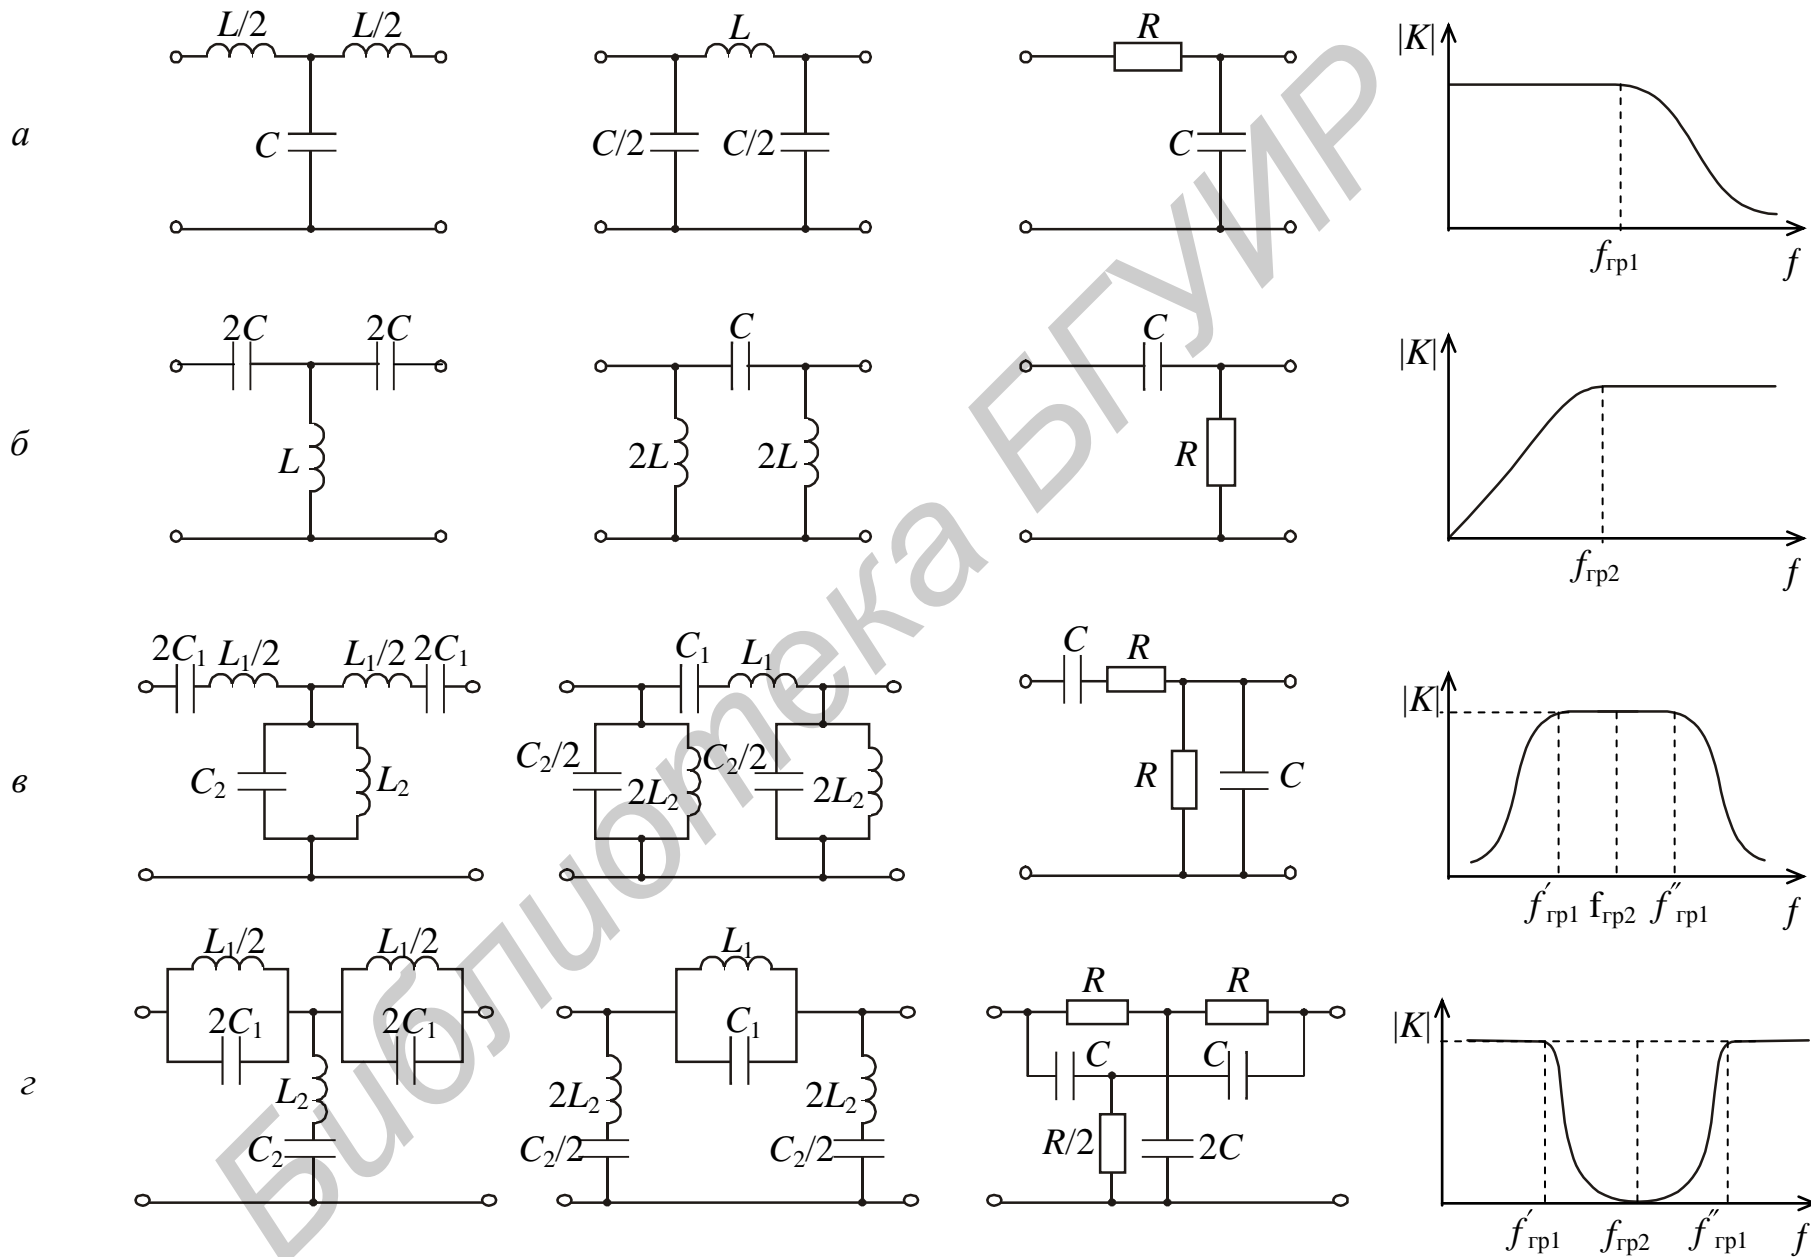 L/2 L/2 L R |K|
а C C/2 C/2 C
fгр1 f
2C 2C C C |K|
б L 2L 2L R
fгр2 f
2C₁ L₁/2 L₁/2 2C₁ C₁ L₁ C R |K|
в C₂ L₂ C₂/2 2L₂ C₂/2 2L₂ R C
f′гр1 fгр2 f″гр1 f
L₁/2 L₁/2 L₁ R R |K|
2C₁ 2C₁ C₁ C C
г L₂ 2L₂ 2L₂
C₂ C₂/2 C₂/2 R/2 2C
f′гр1 fгр2 f″гр1 f
Библиотека БГУИР